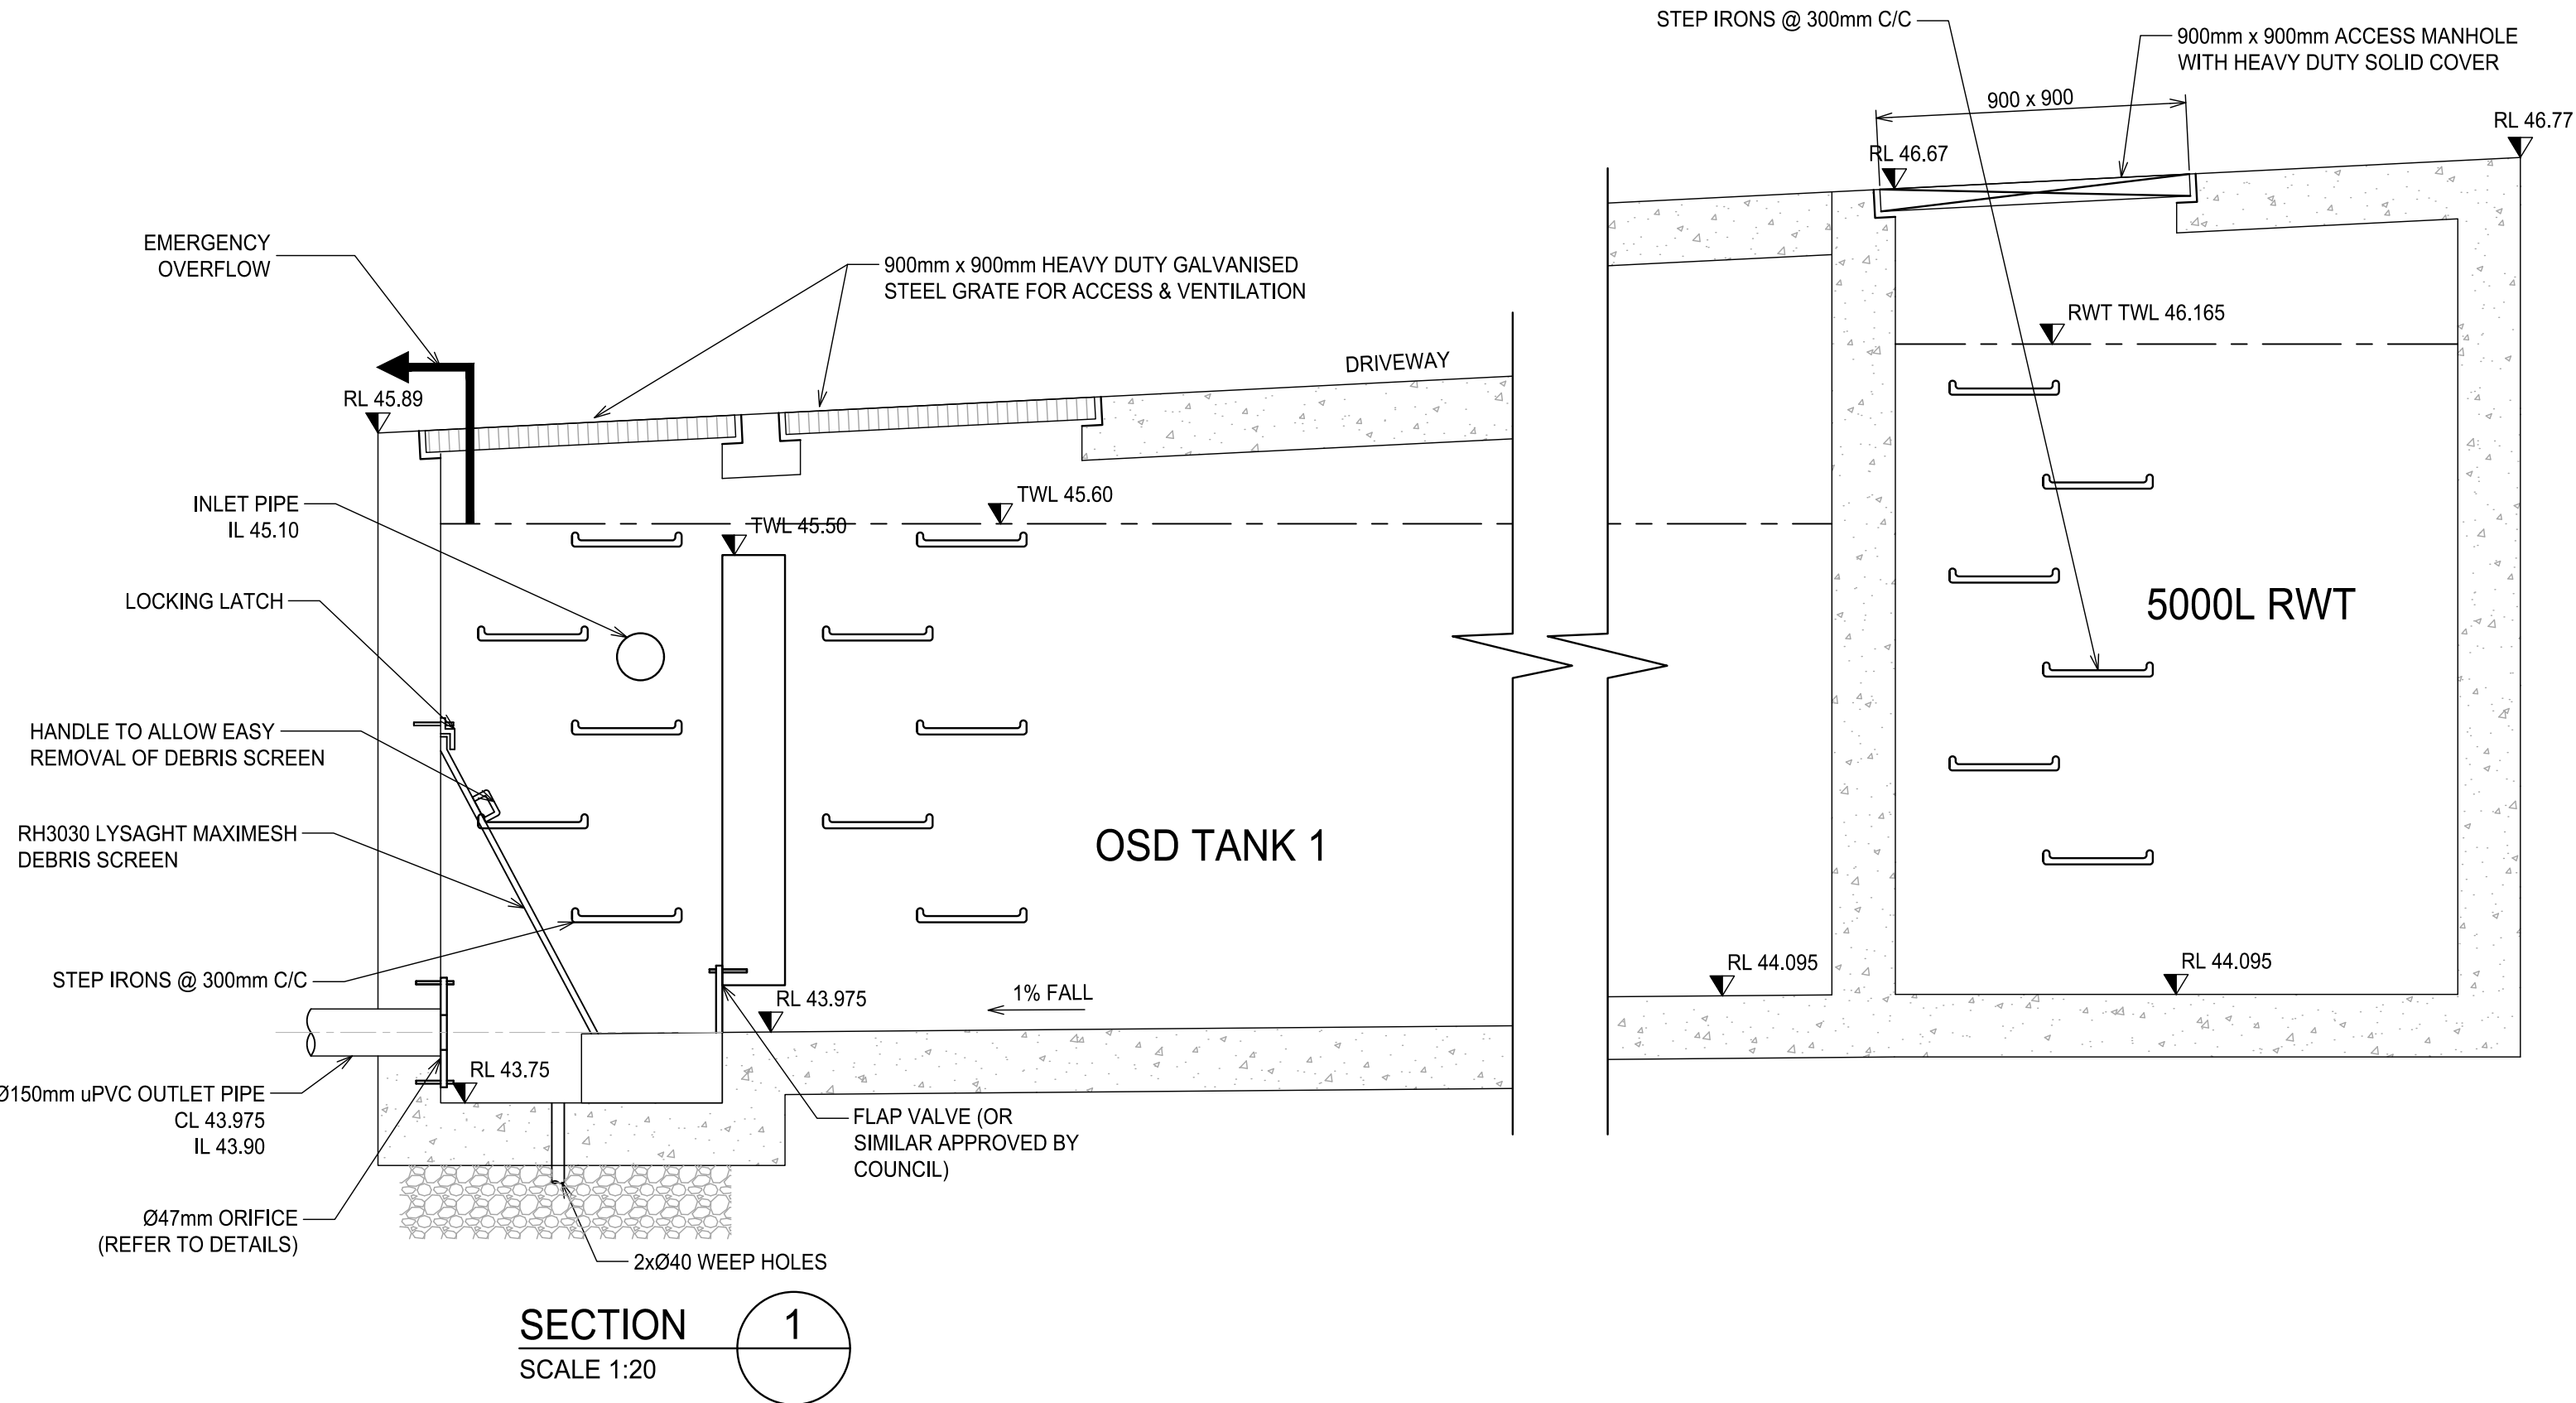 STEP IRONS @ 300mm C/C
900mm x 900mm ACCESS MANHOLE
WITH HEAVY DUTY SOLID COVER
900 x 900
RL 46.77
RL 46.67
EMERGENCY
OVERFLOW
900mm x 900mm HEAVY DUTY GALVANISED
STEEL GRATE FOR ACCESS & VENTILATION
RWT TWL 46.165
DRIVEWAY
RL 45.89
INLET PIPE
IL 45.10
TWL 45.60
TWL 45.50
LOCKING LATCH
5000L RWT
HANDLE TO ALLOW EASY
REMOVAL OF DEBRIS SCREEN
RH3030 LYSAGHT MAXIMESH
DEBRIS SCREEN
OSD TANK 1
STEP IRONS @ 300mm C/C
RL 43.975
1% FALL
RL 44.095
RL 44.095
RL 43.75
Ø150mm uPVC OUTLET PIPE
CL 43.975
IL 43.90
FLAP VALVE (OR
SIMILAR APPROVED BY
COUNCIL)
Ø47mm ORIFICE
(REFER TO DETAILS)
2xØ40 WEEP HOLES
SECTION 1
SCALE 1:20